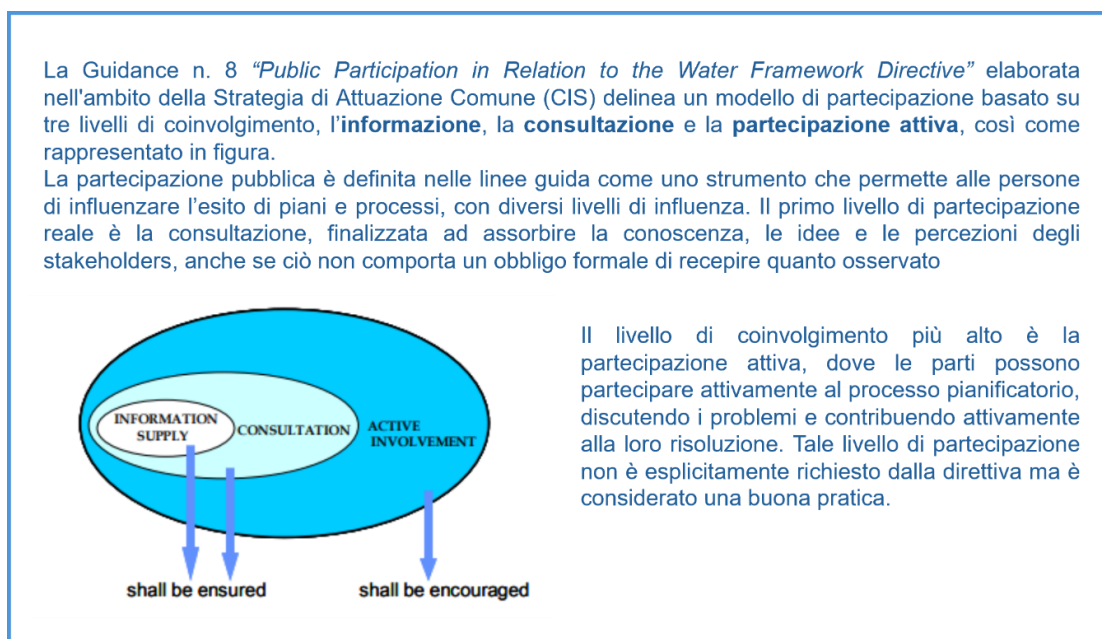 La Guidance n. 8 “Public Participation in Relation to the Water Framework Directive” elaborata
nell'ambito della Strategia di Attuazione Comune (CIS) delinea un modello di partecipazione basato su
tre livelli di coinvolgimento, l’informazione, la consultazione e la partecipazione attiva, così come
rappresentato in figura.
La partecipazione pubblica è definita nelle linee guida come uno strumento che permette alle persone
di influenzare l’esito di piani e processi, con diversi livelli di influenza. Il primo livello di partecipazione
reale è la consultazione, finalizzata ad assorbire la conoscenza, le idee e le percezioni degli
stakeholders, anche se ciò non comporta un obbligo formale di recepire quanto osservato
INFORMATION
SUPPLY
CONSULTATION
ACTIVE
INVOLVEMENT
shall be ensured
shall be encouraged
Il livello di coinvolgimento più alto è la
partecipazione attiva, dove le parti possono
partecipare attivamente al processo pianificatorio,
discutendo i problemi e contribuendo attivamente
alla loro risoluzione. Tale livello di partecipazione
non è esplicitamente richiesto dalla direttiva ma è
considerato una buona pratica.